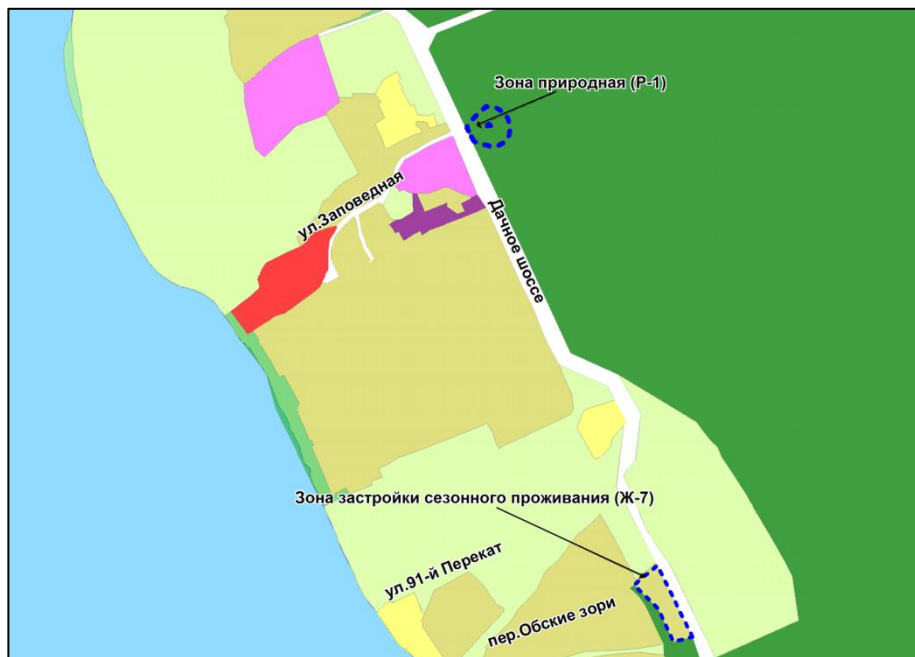 Зона природная (Р-1)
ул.Заповедная
Дачное шоссе
Зона застройки сезонного проживания (Ж-7)
ул.91-й Перекат
пер.Обские зори